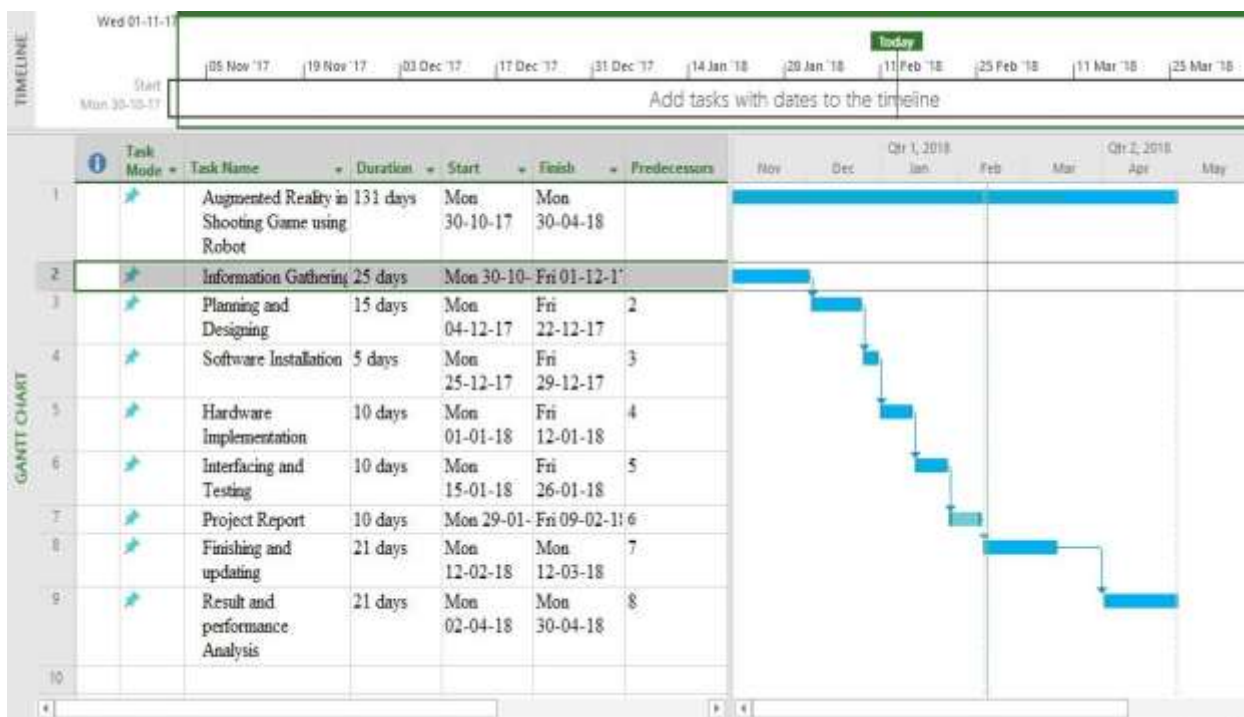 Wed 01-11-17
Today
05 Nov '17 19 Nov '17 03 Dec '17 17 Dec '17 31 Dec '17 14 Jan '18 28 Jan '18 11 Feb '18 25 Feb '18 11 Mar '18 25 Mar '18
TIMELINE
Start
Mon 30-10-17
Add tasks with dates to the timeline
GANTT CHART
Task
Mode Task Name Duration Start Finish Predecessors
Qtr 1, 2018 Qtr 2, 2018
Nov Dec Jan Feb Mar Apr May
1 Augmented Reality in 131 days Mon Mon
Shooting Game using 30-10-17 30-04-18
Robot
2 Information Gathering 25 days Mon 30-10- Fri 01-12-1
3 Planning and 15 days Mon Fri 2
Designing 04-12-17 22-12-17
4 Software Installation 5 days Mon Fri 3
25-12-17 29-12-17
5 Hardware 10 days Mon Fri 4
Implementation 01-01-18 12-01-18
6 Interfacing and 10 days Mon Fri 5
Testing 15-01-18 26-01-18
7 Project Report 10 days Mon 29-01- Fri 09-02-1 6
8 Finishing and 21 days Mon Mon 7
updating 12-02-18 12-03-18
9 Result and 21 days Mon Mon 8
performance 02-04-18 30-04-18
Analysis
10